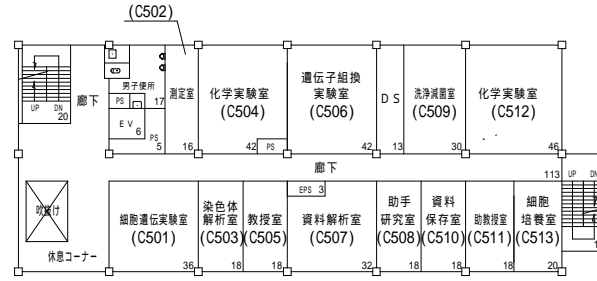 (C502)
UP DN
20
廊下
男子便所
PS
17
EV
6
PS
5
測定室
16
化学実験室
(C504)
42
PS
遺伝子組換
実験室
(C506)
42
DS
13
洗浄滅菌室
(C509)
30
化学実験室
(C512)
46
廊下
113
UP DN
吹抜け
休息コーナー
細胞遺伝実験室
(C501)
36
染色体
解析室
(C503)
18
教授室
(C505)
18
EPS 3
資料解析室
(C507)
32
助手
研究室
(C508)
18
資料
保存室
(C510)
18
助教授室
(C511)
18
細胞
培養室
(C513)
20